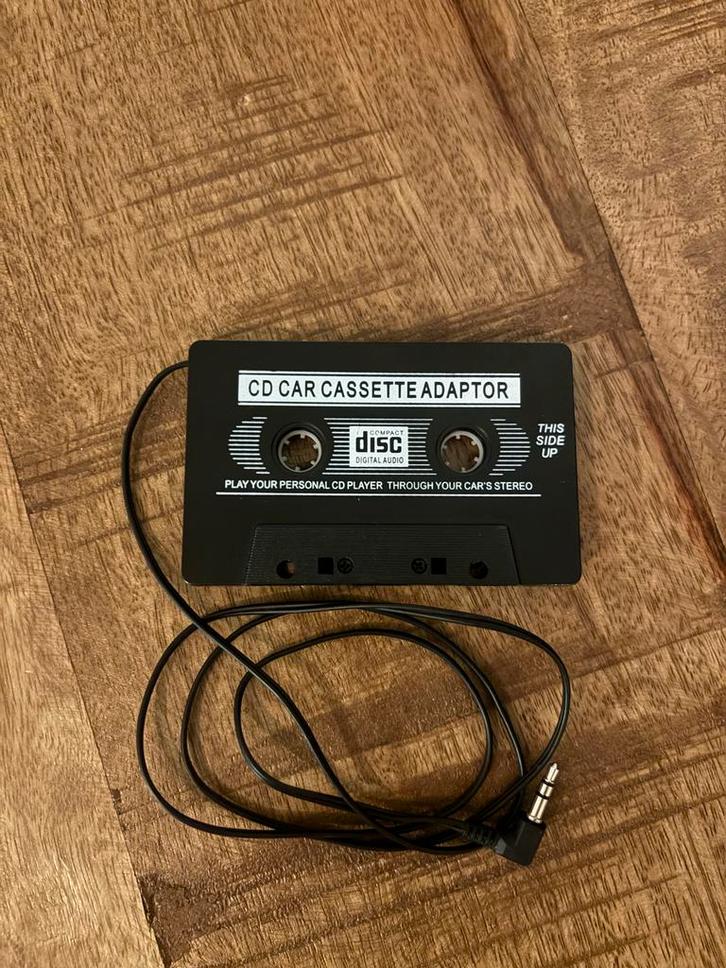 CD CAR CASSETTE ADAPTOR
COMPACT
disc
DIGITAL AUDIO
THIS
SIDE
UP
PLAY YOUR PERSONAL CD PLAYER THROUGH YOUR CAR'S STEREO